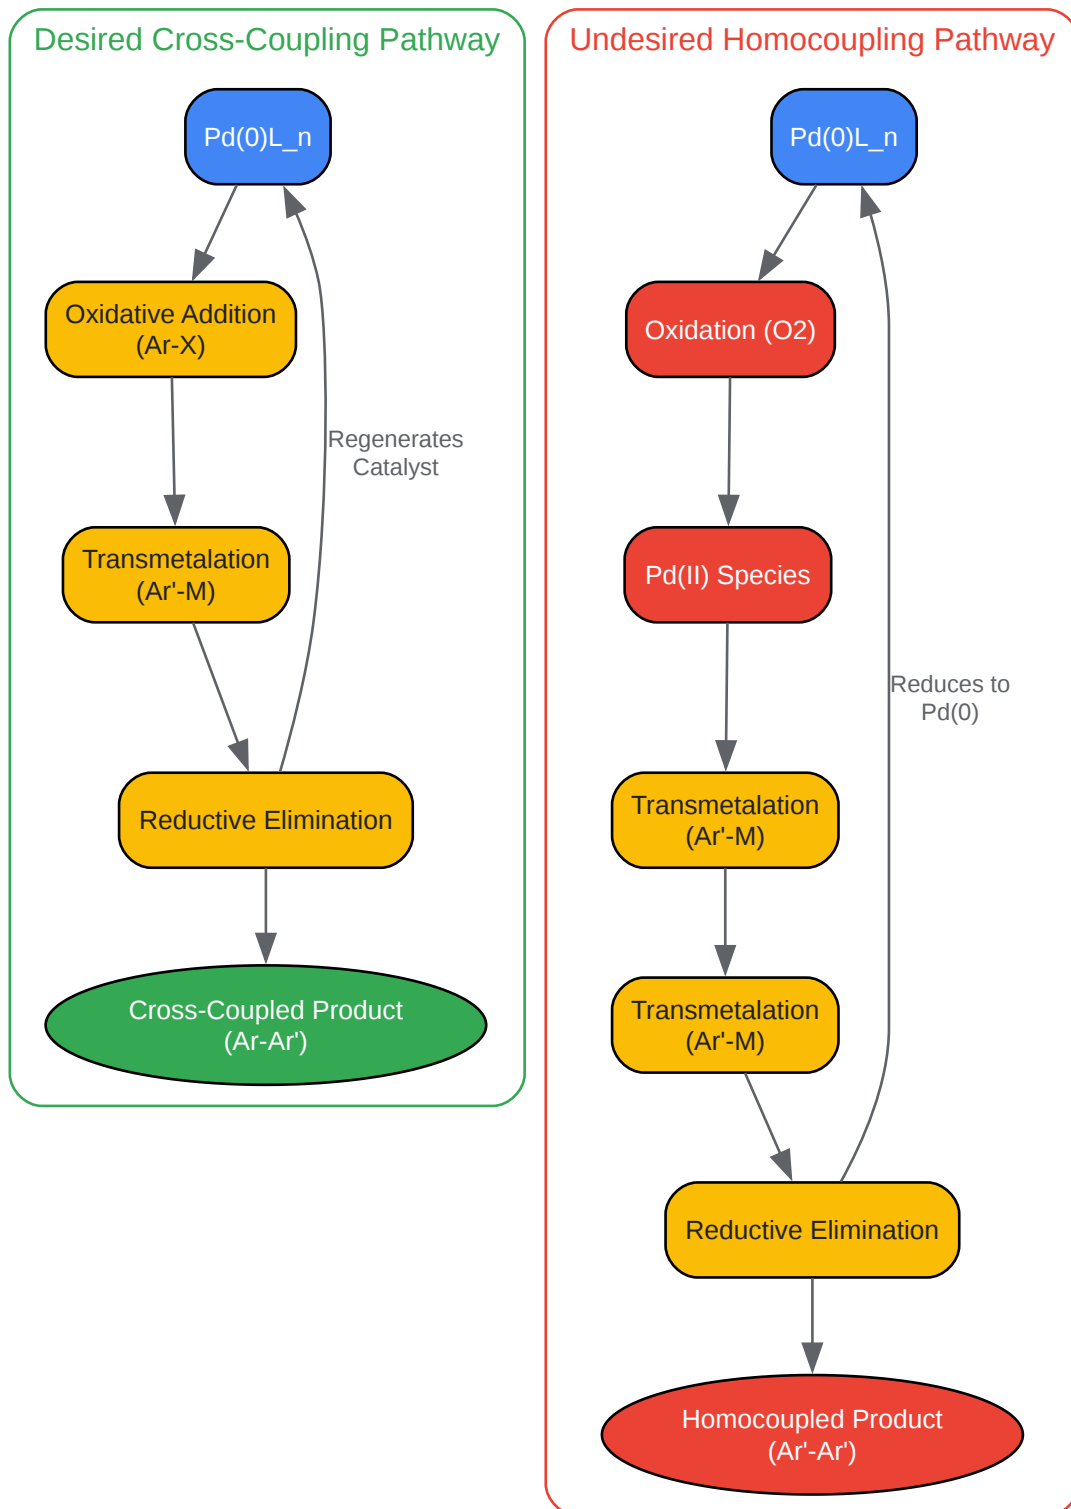 Desired Cross-Coupling Pathway
Pd(0)L_n
Oxidative Addition
(Ar-X)
Regenerates
Catalyst
Transmetalation
(Ar'-M)
Reductive Elimination
Cross-Coupled Product
(Ar-Ar')
Undesired Homocoupling Pathway
Pd(0)L_n
Oxidation (O2)
Pd(II) Species
Reduces to
Pd(0)
Transmetalation
(Ar'-M)
Transmetalation
(Ar'-M)
Reductive Elimination
Homocoupled Product
(Ar'-Ar')